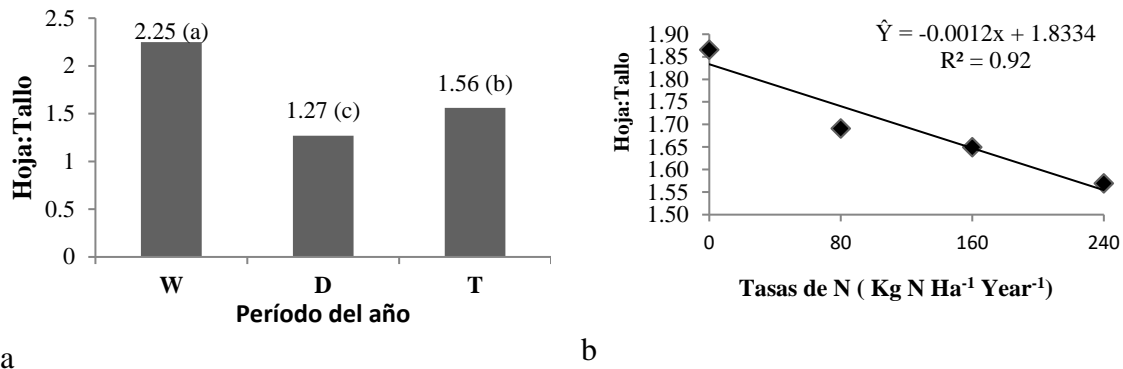 2.5
2
1.5
1
0.5
0
Hoja:Tallo
2.25 (a)
1.27 (c)
1.56 (b)
W D T
Período del año
a
Ŷ = -0.0012x + 1.8334
R² = 0.92
1.90
1.85
1.80
1.75
1.70
1.65
1.60
1.55
1.50
Hoja:Tallo
0 80 160 240
Tasas de N ( Kg N Ha⁻¹ Year⁻¹)
b